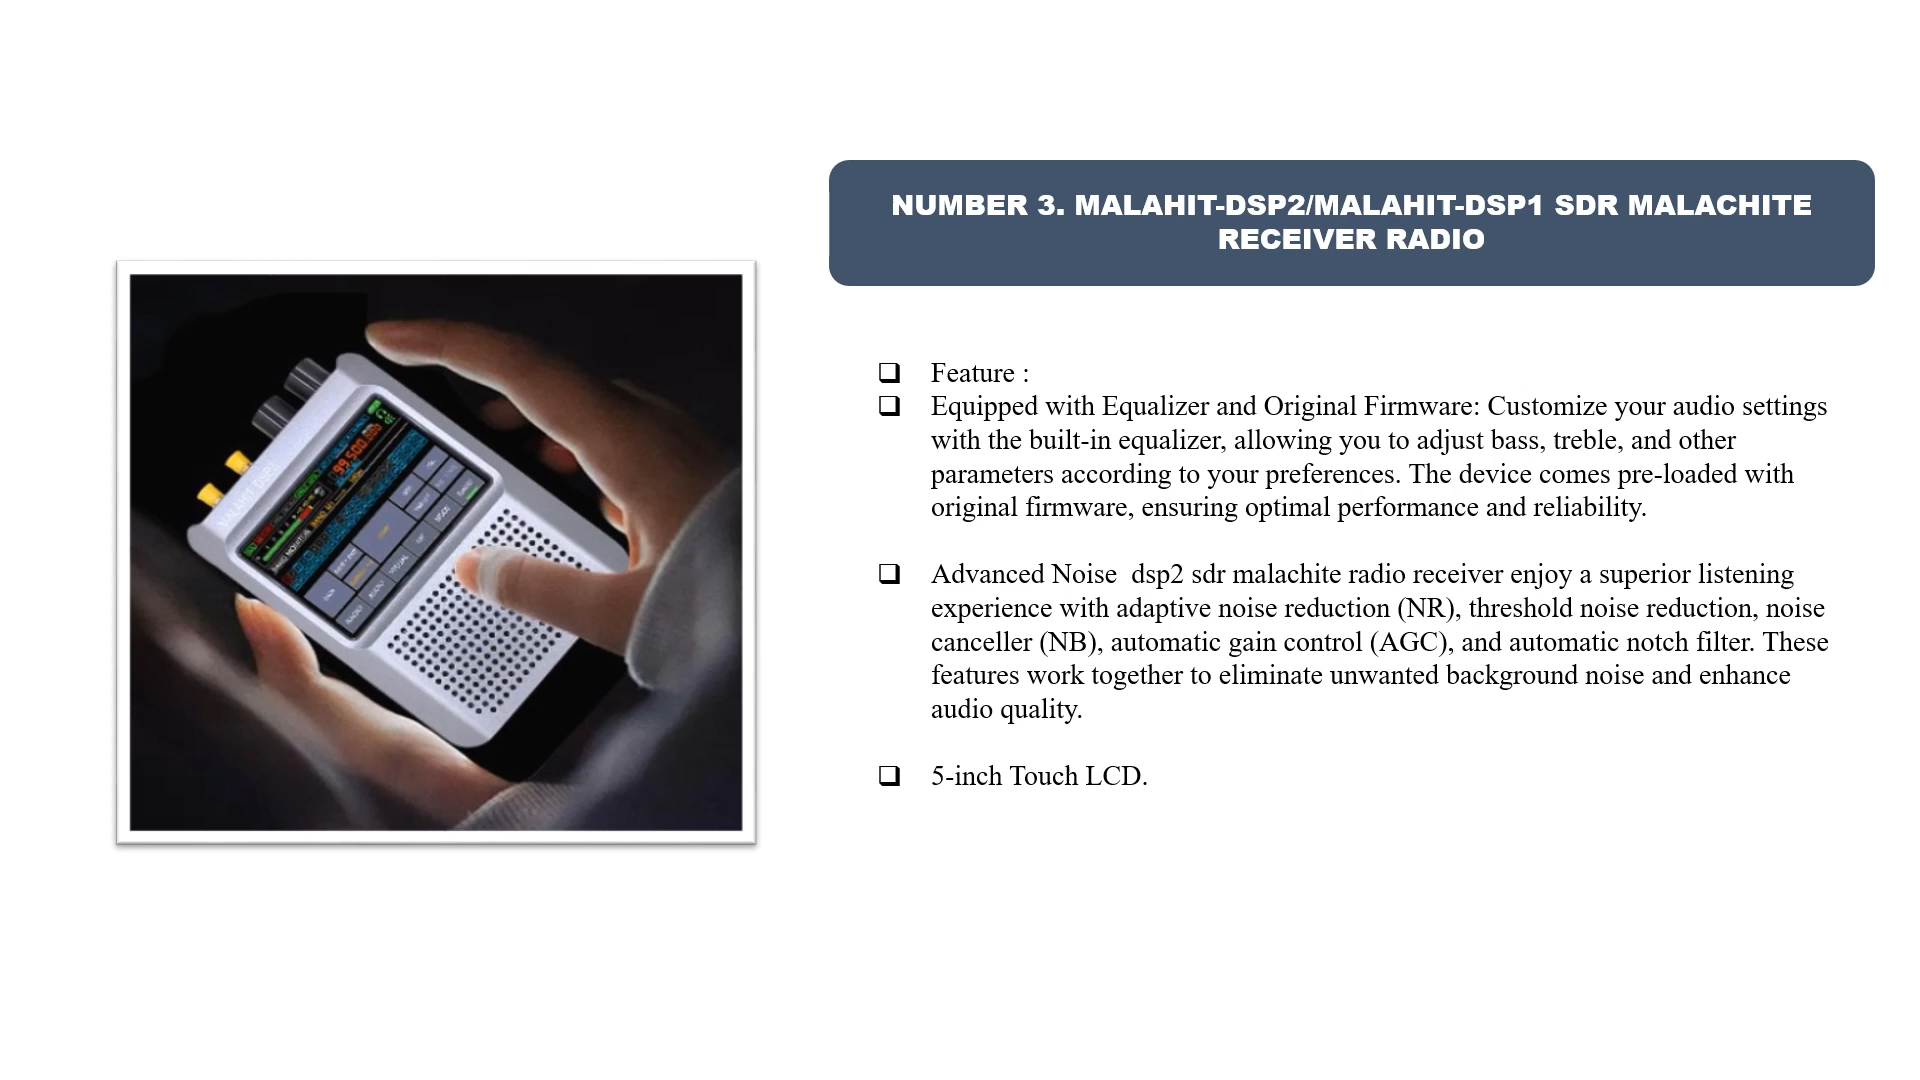 NUMBER 3. MALAHIT-DSP2/MALAHIT-DSP1 SDR MALACHITE
RECEIVER RADIO
Feature :
Equipped with Equalizer and Original Firmware: Customize your audio settings
with the built-in equalizer, allowing you to adjust bass, treble, and other
parameters according to your preferences. The device comes pre-loaded with
original firmware, ensuring optimal performance and reliability.
Advanced Noise  dsp2 sdr malachite radio receiver enjoy a superior listening
experience with adaptive noise reduction (NR), threshold noise reduction, noise
canceller (NB), automatic gain control (AGC), and automatic notch filter. These
features work together to eliminate unwanted background noise and enhance
audio quality.
5-inch Touch LCD.
99.500.000